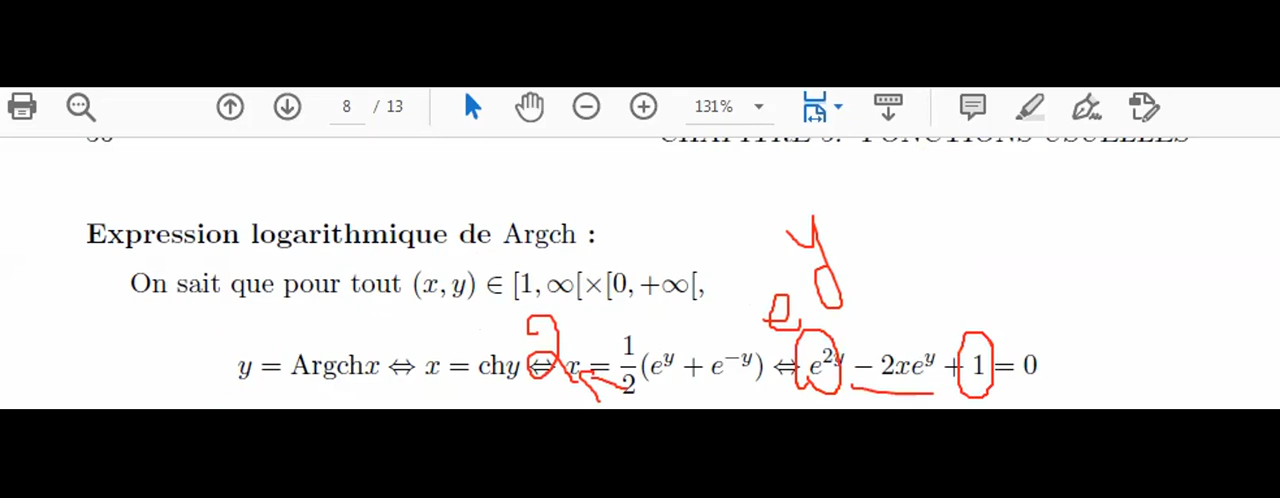 8 / 13 131%
Expression logarithmique de Argch :
On sait que pour tout (x, y) ∈ [1, ∞[×[0, +∞[,
y
e
2
y = Argchx ⇔ x = chy ⇔ x = 1/2(e^y + e^{-y}) ⇔ e^{2y} − 2xe^y + 1 = 0